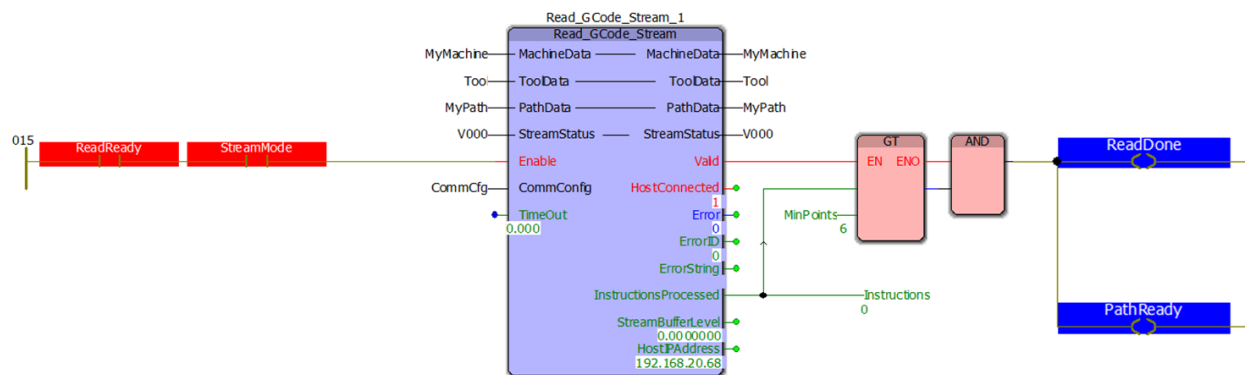 Read_GCode_Stream_1
Read_GCode_Stream
MyMachine MachineData MachineData MyMachine
Tool ToolData ToolData Tool
MyPath PathData PathData MyPath
V000 StreamStatus StreamStatus V000
015 ReadReady StreamMode Enable Valid GT EN ENO AND ReadDone
CommCfg CommConfig HostConnected
1
TimeOut Error MinPoints
0.000 0 6
ErrorID
0
ErrorString
InstructionsProcessed Instructions
0
PathReady
StreamBufferLevel
0.0000000
HostIPAddress
192.168.20.68